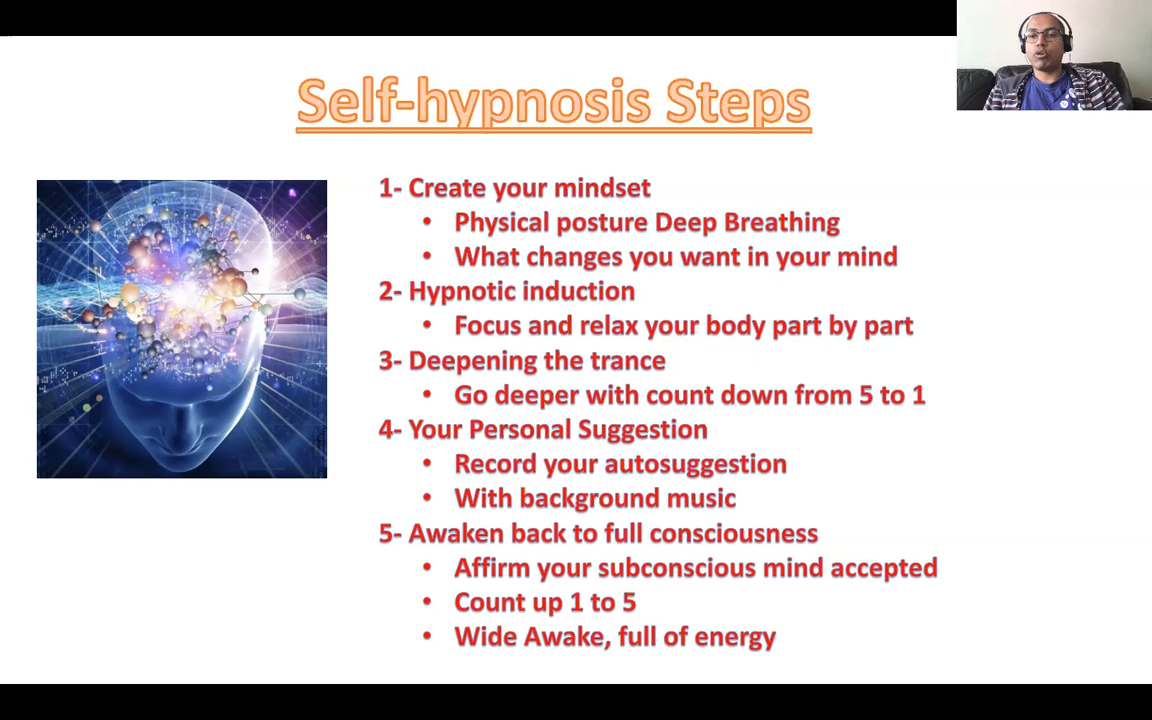 Self-hypnosis Steps
1- Create your mindset
• Physical posture Deep Breathing
• What changes you want in your mind
2- Hypnotic induction
• Focus and relax your body part by part
3- Deepening the trance
• Go deeper with count down from 5 to 1
4- Your Personal Suggestion
• Record your autosuggestion
• With background music
5- Awaken back to full consciousness
• Affirm your subconscious mind accepted
• Count up 1 to 5
• Wide Awake, full of energy